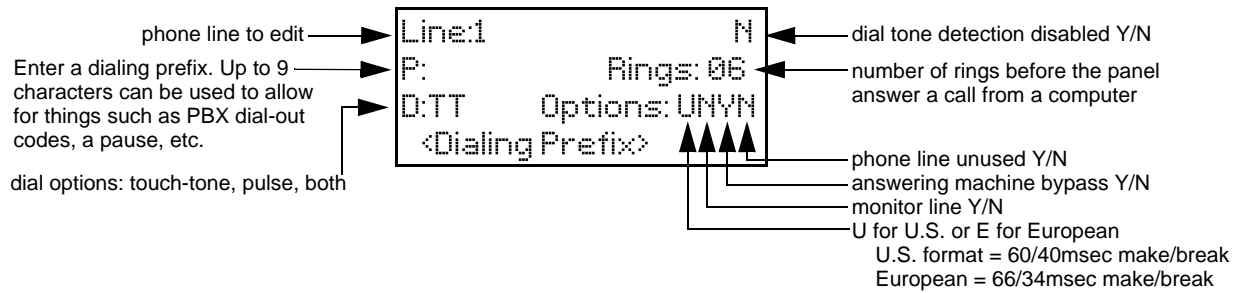 phone line to edit
Enter a dialing prefix. Up to 9
characters can be used to allow
for things such as PBX dial-out
codes, a pause, etc.
dial options: touch-tone, pulse, both
Line:1 N
P: Rings: 06
D:TT Options: UNYN
<Dialing Prefix>
dial tone detection disabled Y/N
number of rings before the panel
answer a call from a computer
phone line unused Y/N
answering machine bypass Y/N
monitor line Y/N
U for U.S. or E for European
U.S. format = 60/40msec make/break
European = 66/34msec make/break